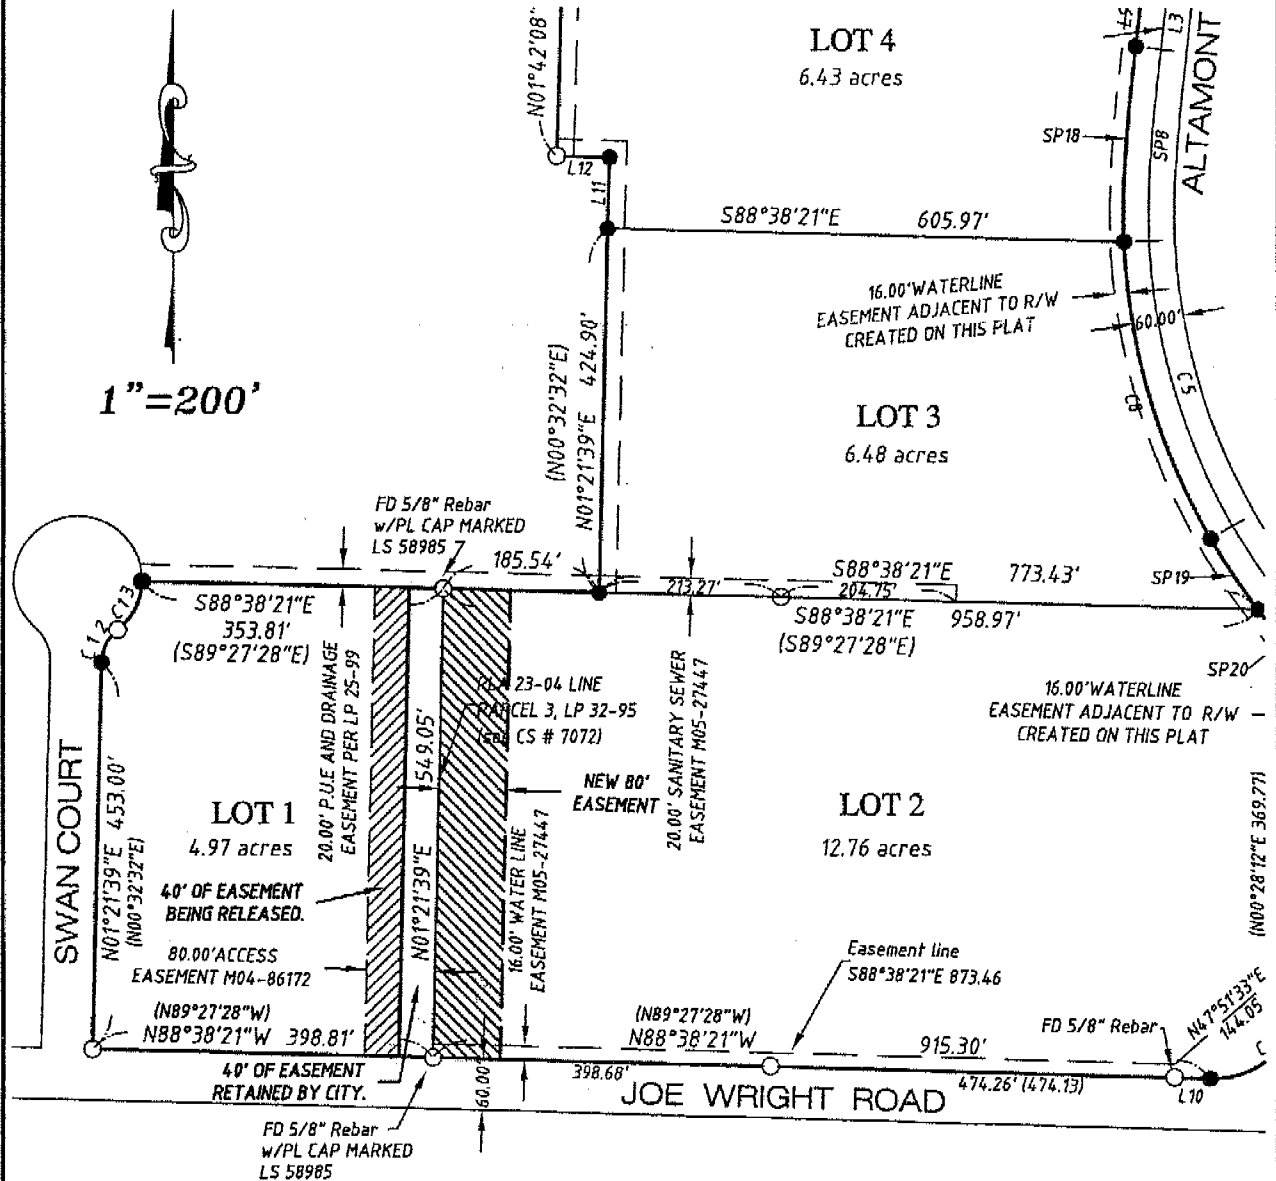 LOT 4
6.43 acres
N01°42'08"
L3
ALTAMONT
SP18
SP8
L12
L11
S88°38'21"E 605.97'
16.00'WATERLINE
EASEMENT ADJACENT TO R/W
CREATED ON THIS PLAT
60.00'
C5
1"=200'
(N00°32'32"E)
N01°21'39"E 424.90'
LOT 3
6.48 acres
FD 5/8" Rebar
w/PL CAP MARKED
LS 58985
185.54'
213.27'
S88°38'21"E 773.43'
204.75'
SP19
S88°38'21"E
353.81'
(S89°27'28"E)
C13
S88°38'21"E 958.97'
(S89°27'28"E)
SP20
20.00' P.U.E AND DRAINAGE
EASEMENT PER LP 25-99
23-04 LINE
PARCEL 3, LP 32-95
CS # 7072)
549.05'
N01°21'39"E
20.00' SANITARY SEWER
EASEMENT M05-27447
16.00'WATERLINE
EASEMENT ADJACENT TO R/W
CREATED ON THIS PLAT
SWAN COURT
N01°21'39"E 453.00'
(N00°32'32"E)
LOT 1
4.97 acres
NEW 80'
EASEMENT
LOT 2
12.76 acres
(N00°28'12"E 369.77)
40' OF EASEMENT
BEING RELEASED.
16.00' WATER LINE
EASEMENT M05-27447
80.00'ACCESS
EASEMENT M04-86172
Easement line
S88°38'21"E 873.46
(N89°27'28"W)
N88°38'21"W 398.81'
(N89°27'28"W)
N88°38'21"W 915.30'
FD 5/8" Rebar
N47°51'33"E
144.05
40' OF EASEMENT
RETAINED BY CITY.
60.00'
398.68'
JOE WRIGHT ROAD
474.26' (474.13)
L10
FD 5/8" Rebar
w/PL CAP MARKED
LS 58985